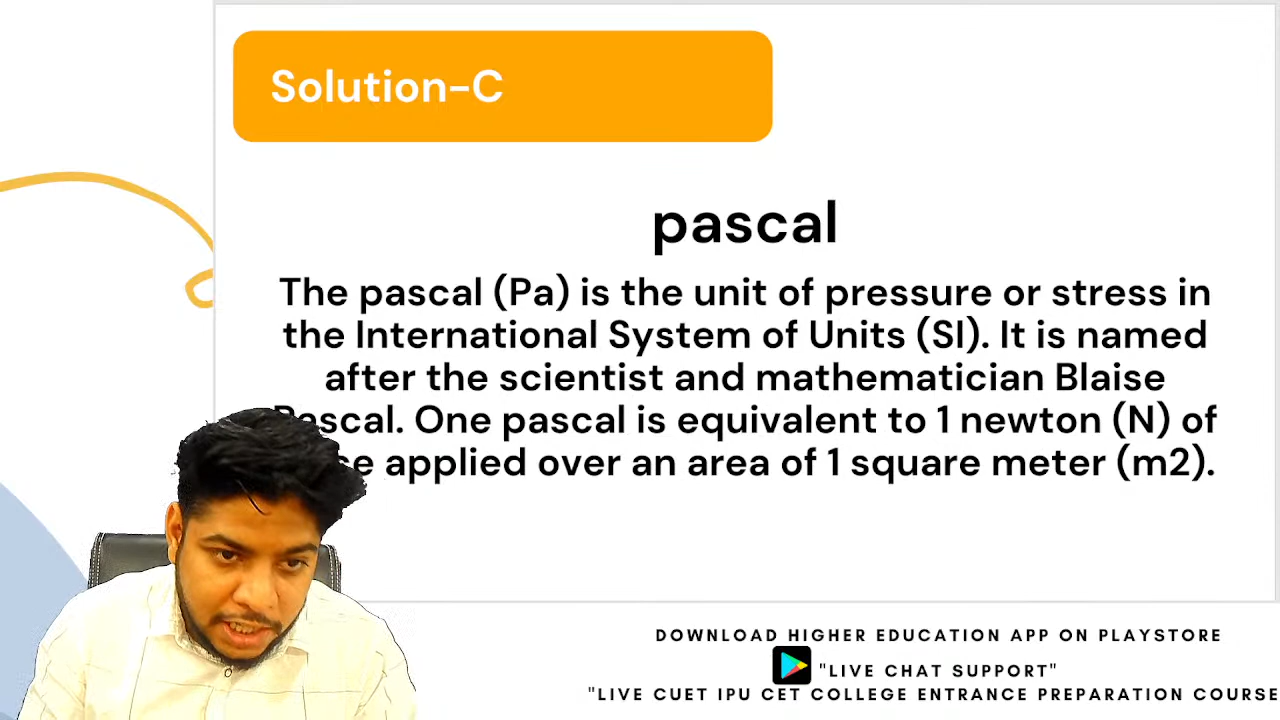 Solution-C
pascal
The pascal (Pa) is the unit of pressure or stress in
the International System of Units (SI). It is named
after the scientist and mathematician Blaise
Pascal. One pascal is equivalent to 1 newton (N) of
applied over an area of 1 square meter (m2).
DOWNLOAD HIGHER EDUCATION APP ON PLAYSTORE
"LIVE CHAT SUPPORT"
"LIVE CUET IPU CET COLLEGE ENTRANCE PREPARATION COURSE